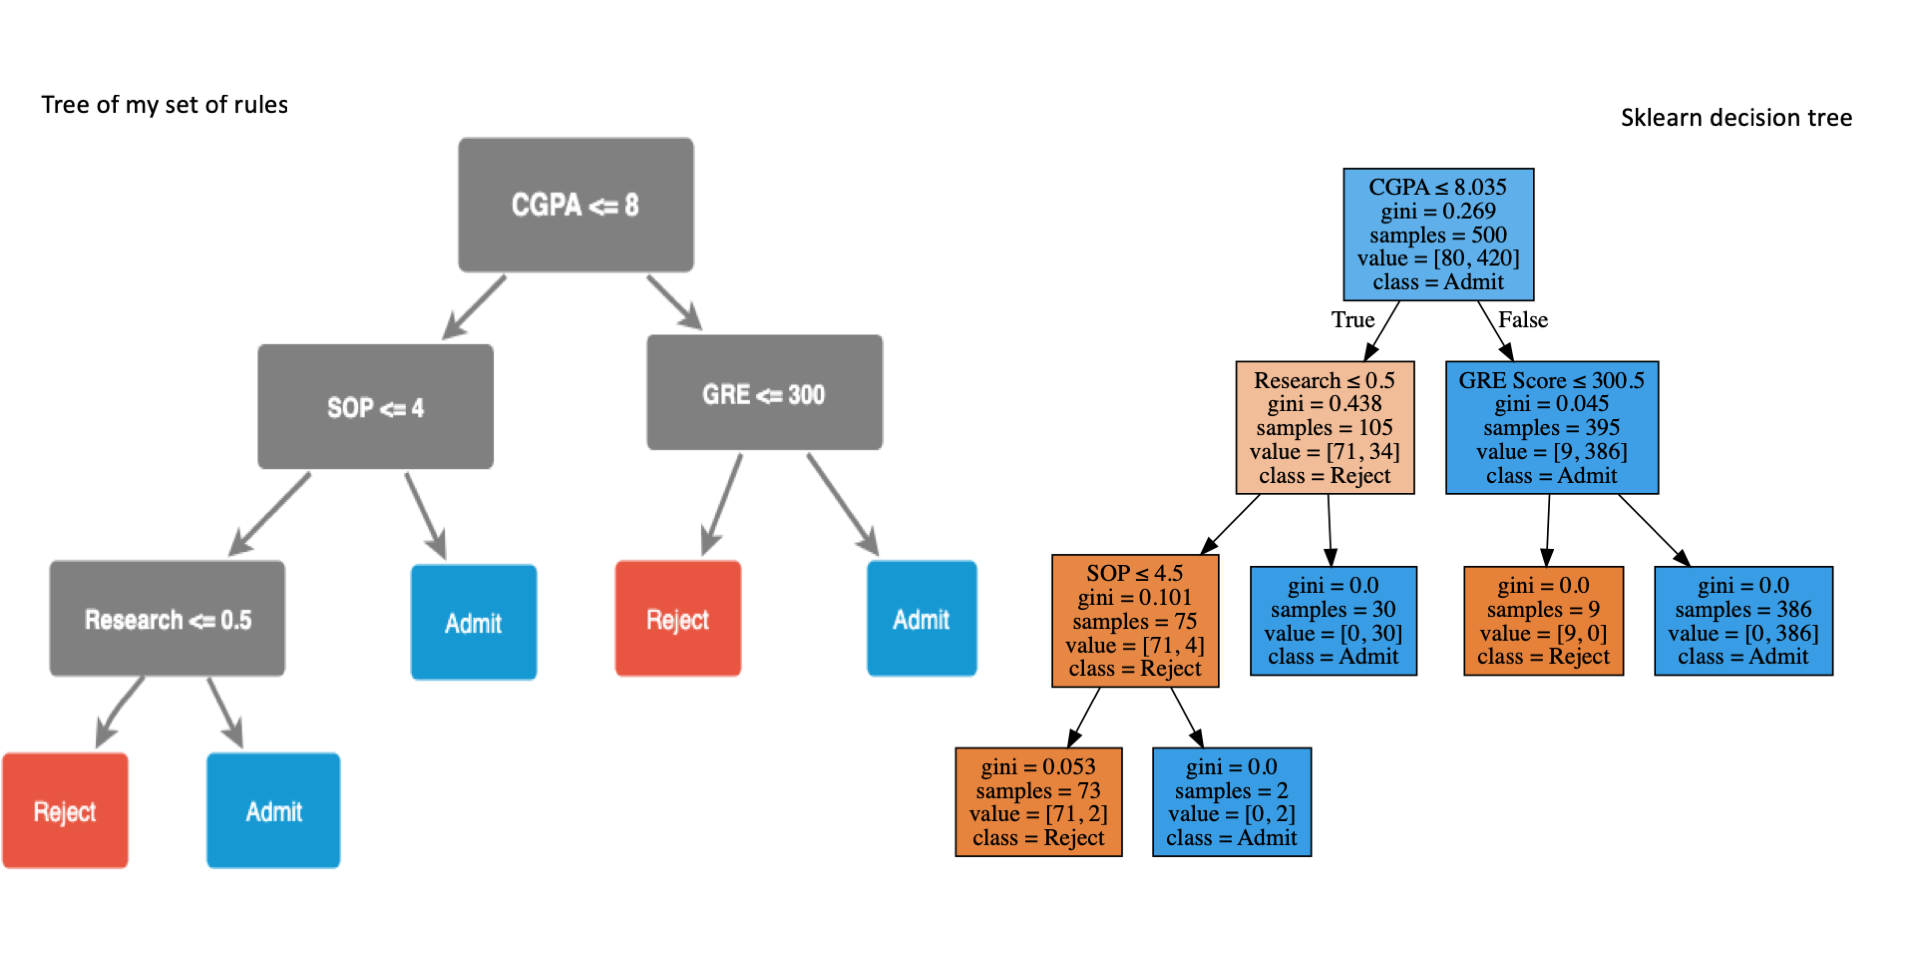 Tree of my set of rules
CGPA <= 8
SOP <= 4
GRE <= 300
Research <= 0.5
Admit
Reject
Admit
Reject
Admit
Sklearn decision tree
CGPA ≤ 8.035
gini = 0.269
samples = 500
value = [80, 420]
class = Admit
True
False
Research ≤ 0.5
gini = 0.438
samples = 105
value = [71, 34]
class = Reject
GRE Score ≤ 300.5
gini = 0.045
samples = 395
value = [9, 386]
class = Admit
SOP ≤ 4.5
gini = 0.101
samples = 75
value = [71, 4]
class = Reject
gini = 0.0
samples = 30
value = [0, 30]
class = Admit
gini = 0.0
samples = 9
value = [9, 0]
class = Reject
gini = 0.0
samples = 386
value = [0, 386]
class = Admit
gini = 0.053
samples = 73
value = [71, 2]
class = Reject
gini = 0.0
samples = 2
value = [0, 2]
class = Admit